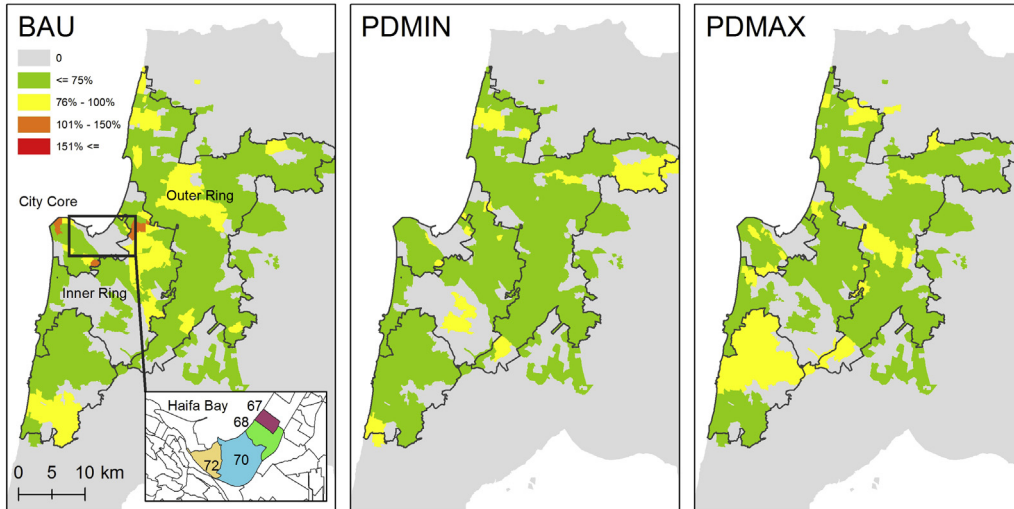 BAU
0
<= 75%
76% - 100%
101% - 150%
151% <=
City Core
Outer Ring
Inner Ring
Haifa Bay
67
68
70
72
0 5 10 km
PDMIN
PDMAX